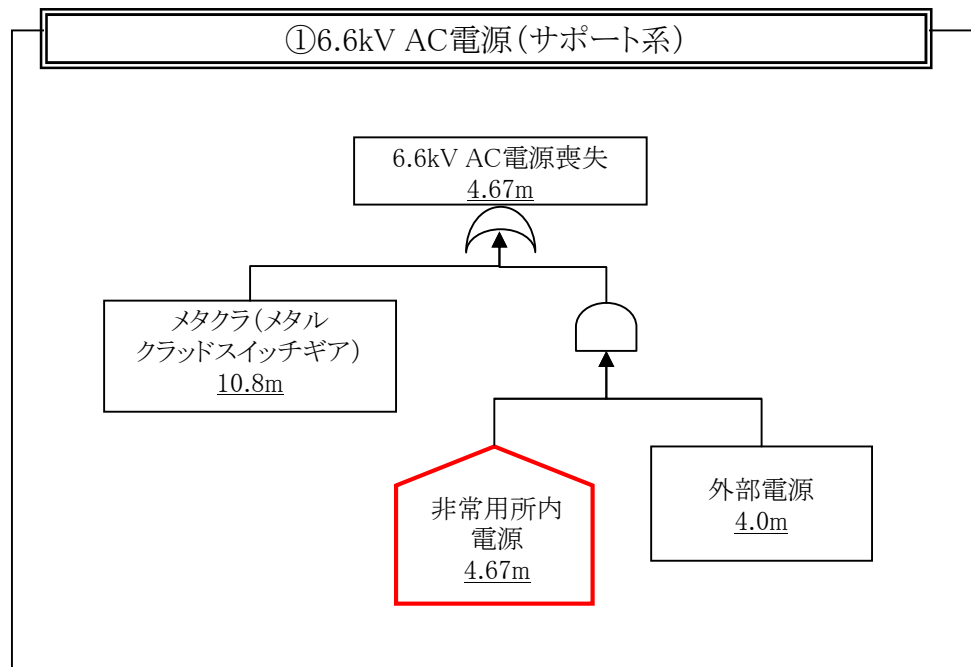 ①6.6kV AC電源(サポート系)
6.6kV AC電源喪失
4.67m
メタクラ(メタル
クラッドスイッチギア)
10.8m
非常用所内
電源
4.67m
外部電源
4.0m